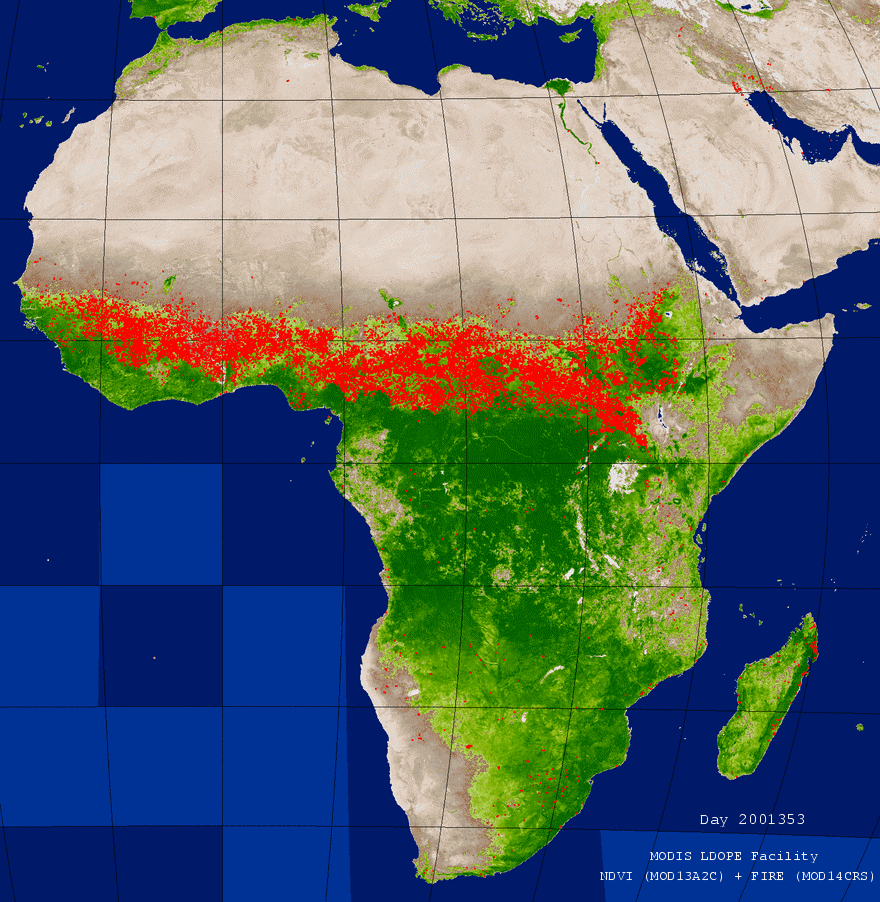 Day 2001353
MODIS LDOPE Facility
NDVI (MOD13A2C) + FIRE (MOD14CRS)